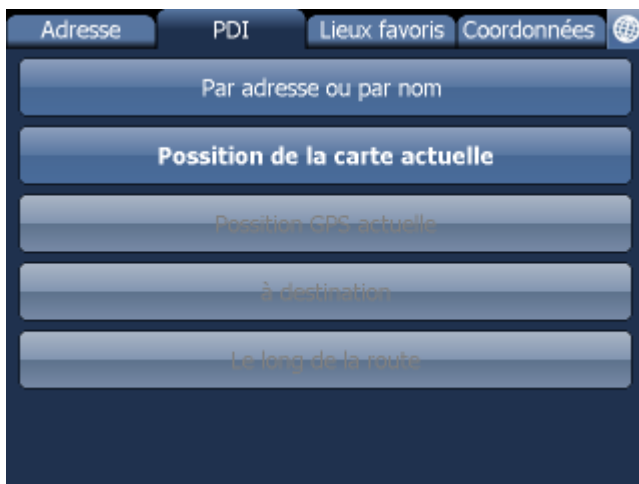 Adresse PDI Lieux favoris Coordonnées
Par adresse ou par nom
Possition de la carte actuelle
Possition GPS actuelle
à destination
Le long de la route